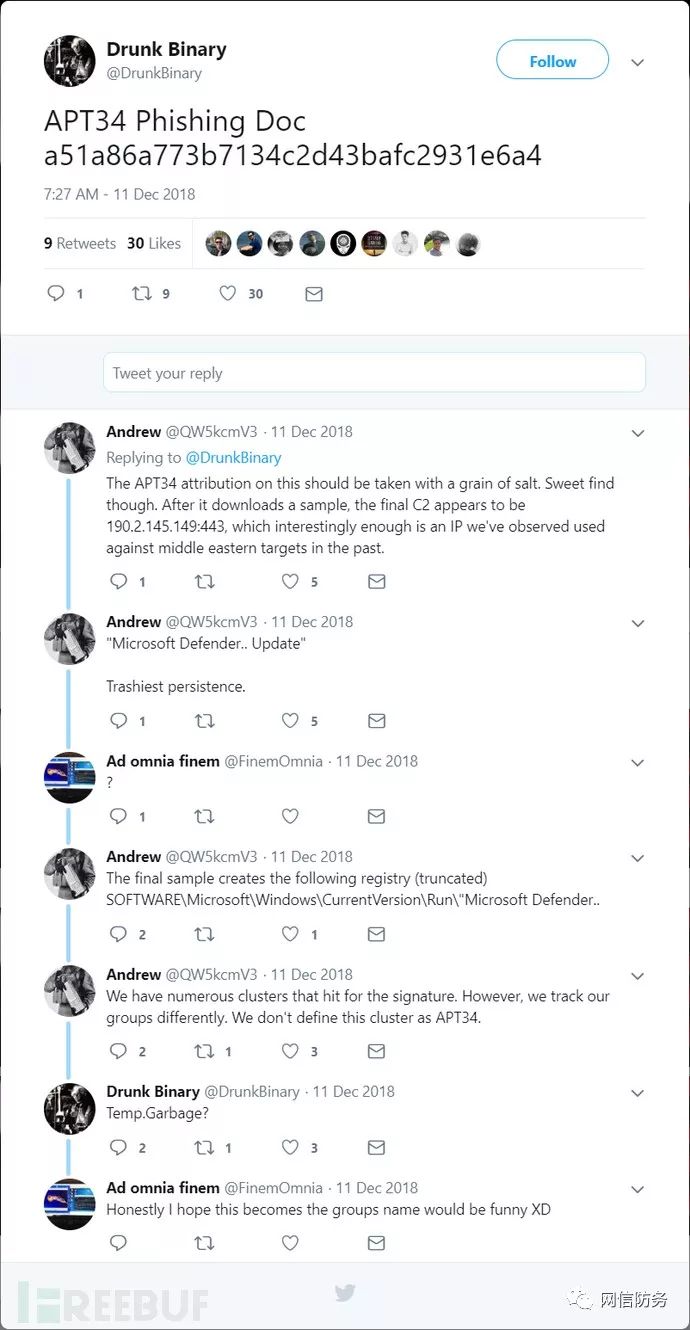 Drunk Binary
@DrunkBinary
Follow
APT34 Phishing Doc
a51a86a773b7134c2d43bafc2931e6a4
7:27 AM - 11 Dec 2018
9 Retweets 30 Likes
1 9 30
Tweet your reply
Andrew @QW5kcmV3 · 11 Dec 2018
Replying to @DrunkBinary
The APT34 attribution on this should be taken with a grain of salt. Sweet find
though. After it downloads a sample, the final C2 appears to be
190.2.145.149:443, which interestingly enough is an IP we've observed used
against middle eastern targets in the past.
1 5
Andrew @QW5kcmV3 · 11 Dec 2018
"Microsoft Defender.. Update"
Trashiest persistence.
1 5
Ad omnia finem @FinemOmnia · 11 Dec 2018
?
1
Andrew @QW5kcmV3 · 11 Dec 2018
The final sample creates the following registry (truncated)
SOFTWARE\Microsoft\Windows\CurrentVersion\Run\"Microsoft Defender..
2 1
Andrew @QW5kcmV3 · 11 Dec 2018
We have numerous clusters that hit for the signature. However, we track our
groups differently. We don't define this cluster as APT34.
2 1 3
Drunk Binary @DrunkBinary · 11 Dec 2018
Temp.Garbage?
2 1 3
Ad omnia finem @FinemOmnia · 11 Dec 2018
Honestly I hope this becomes the groups name would be funny XD
FREEBUF
网信防务